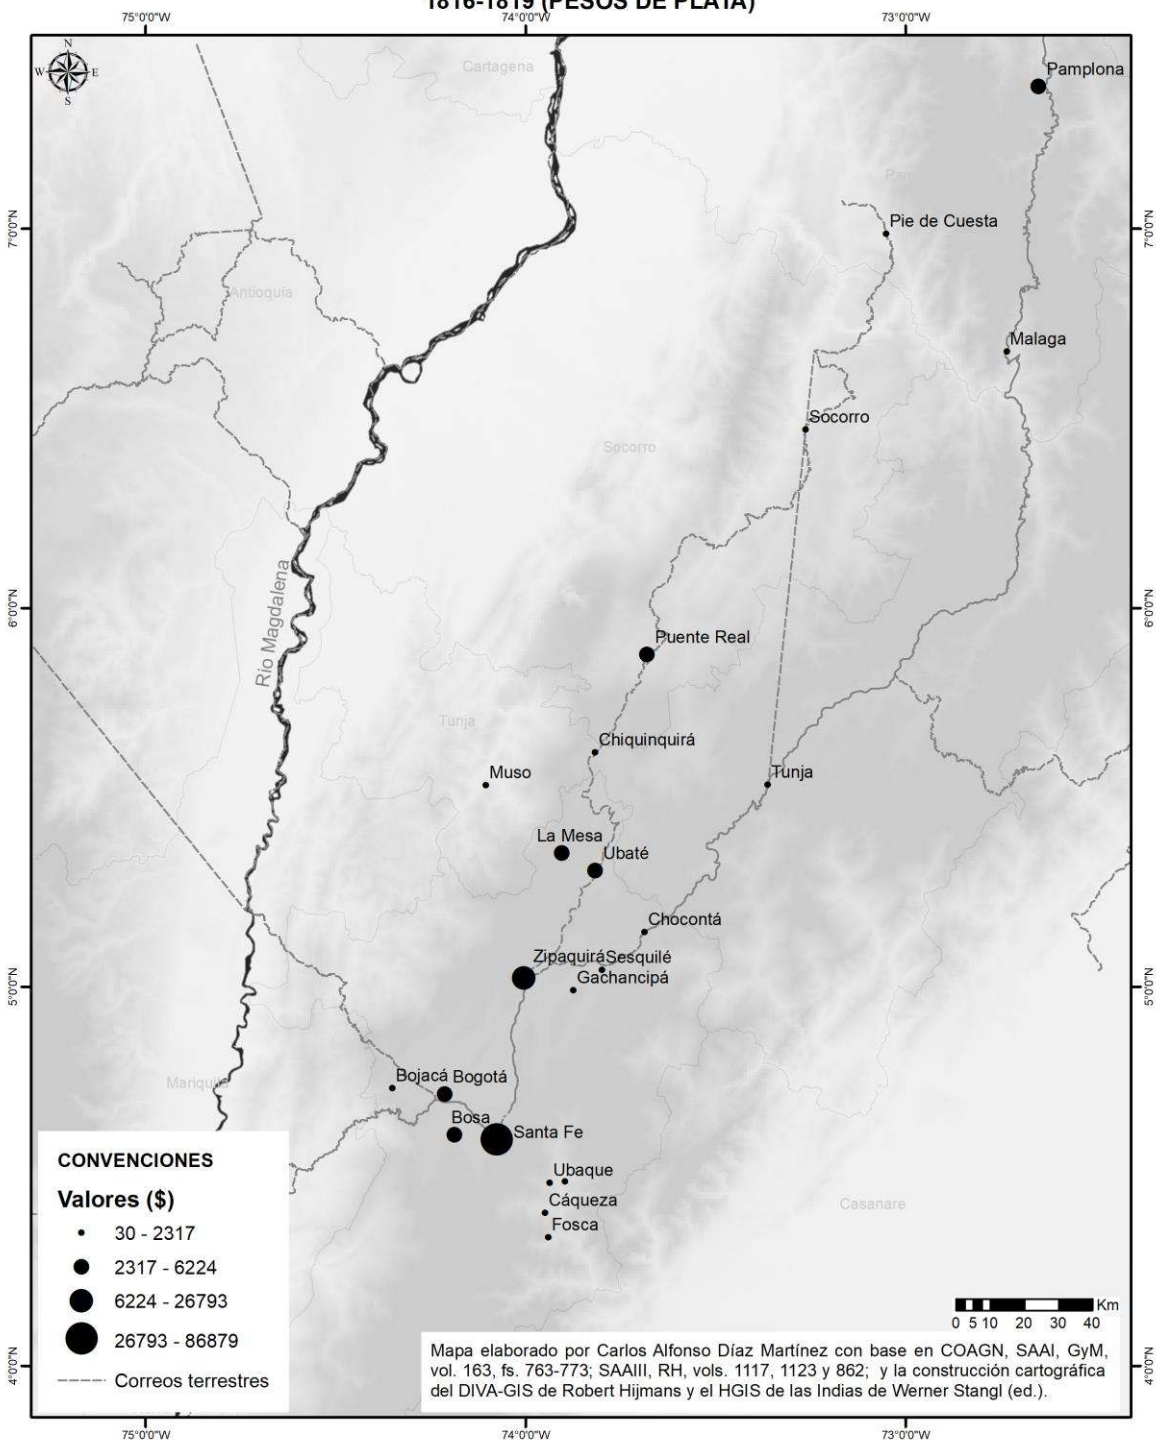 1816-1819 (PESOS DE PLATA)
75°0'0"W
74°0'0"W
73°0'0"W
N
W
E
S
Cartagena
Pamplona
Pam
7°0'0"N
7°0'0"N
Pie de Cuesta
Antioquia
Malaga
Socorro
Socorro
Río Magdalena
6°0'0"N
6°0'0"N
Puente Real
Tunja
Chiquinquirá
Muso
Tunja
La Mesa
Ubaté
Chocontá
Zipaquirá
Sesquilé
Gachancipá
5°0'0"N
5°0'0"N
Mariquita
Bojacá
Bogotá
Bosa
Santa Fe
Ubaque
Cáqueza
Fosca
Casanare
CONVENCIONES
Valores ($)
30 - 2317
2317 - 6224
6224 - 26793
26793 - 86879
Correos terrestres
Km
0 5 10 20 30 40
Mapa elaborado por Carlos Alfonso Díaz Martínez con base en COAGN, SAAI, GyM,
vol. 163, fs. 763-773; SAAIII, RH, vols. 1117, 1123 y 862; y la construcción cartográfica
del DIVA-GIS de Robert Hijmans y el HGIS de las Indias de Werner Stangl (ed.).
4°0'0"N
4°0'0"N
75°0'0"W
74°0'0"W
73°0'0"W